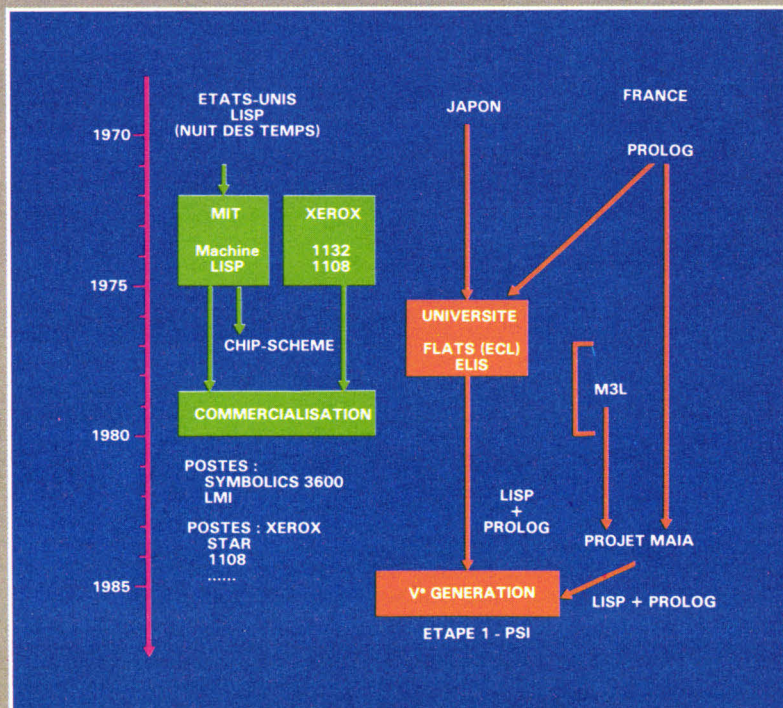 1970
1975
1980
1985
ETATS-UNIS
LISP
(NUIT DES TEMPS)
MIT
Machine
LISP
XEROX
1132
1108
CHIP-SCHEME
COMMERCIALISATION
POSTES :
SYMBOLICS 3600
LMI
POSTES : XEROX
STAR
1108
......
JAPON
UNIVERSITE
FLATS (ECL)
ELIS
LISP
+
PROLOG
V° GENERATION
ETAPE 1 - PSI
FRANCE
PROLOG
M3L
PROJET MAIA
LISP + PROLOG